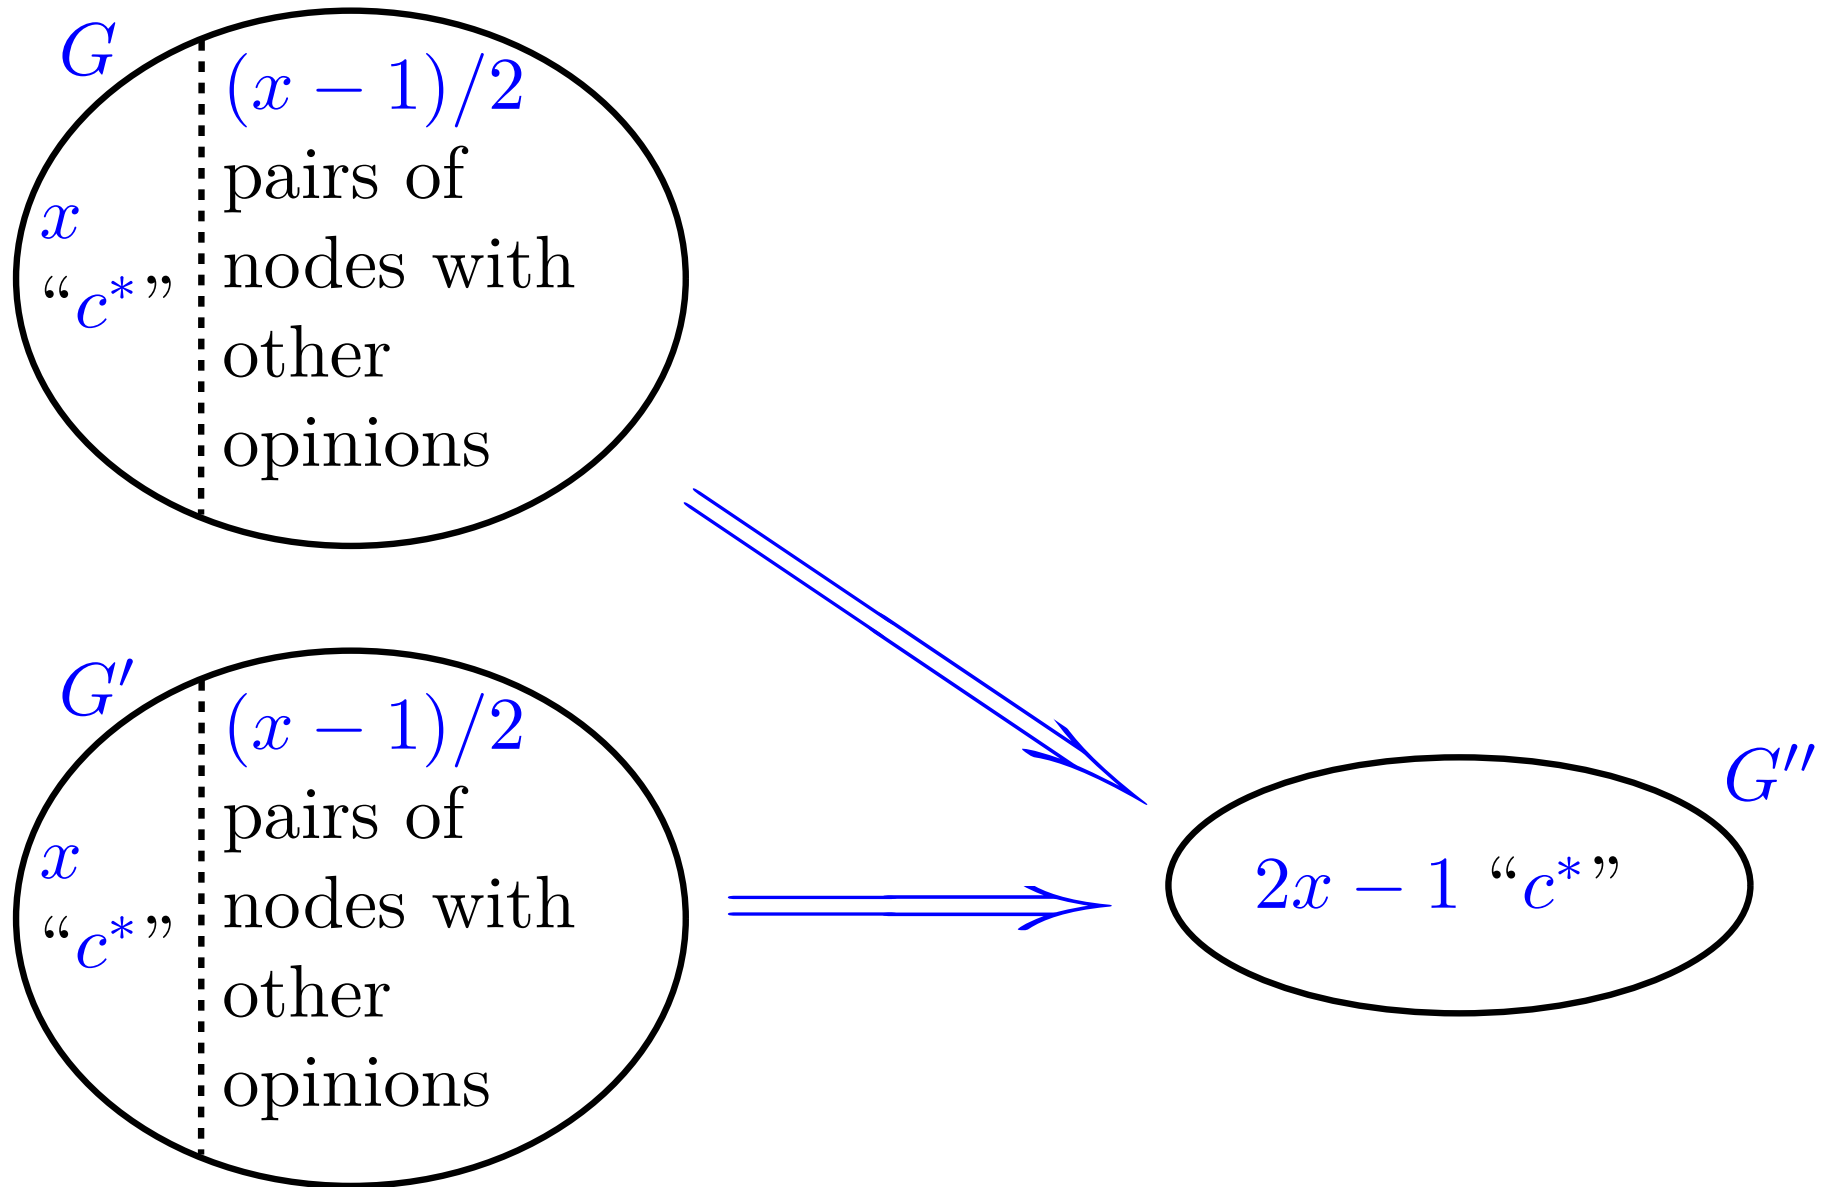 G
(x − 1)/2
pairs of
nodes with
other
opinions
x
“c*”
G′
(x − 1)/2
pairs of
nodes with
other
opinions
x
“c*”
G′′
2x − 1 “c*”